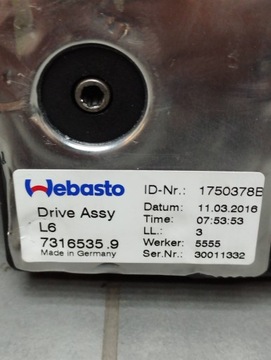 Webasto
Drive Assy
L6
7316535.9
Made in Germany
ID-Nr.: 1750378B
Datum: 11.03.2016
Time: 07:53:53
LL.: 3
Werker: 5555
Ser.Nr.: 30011332